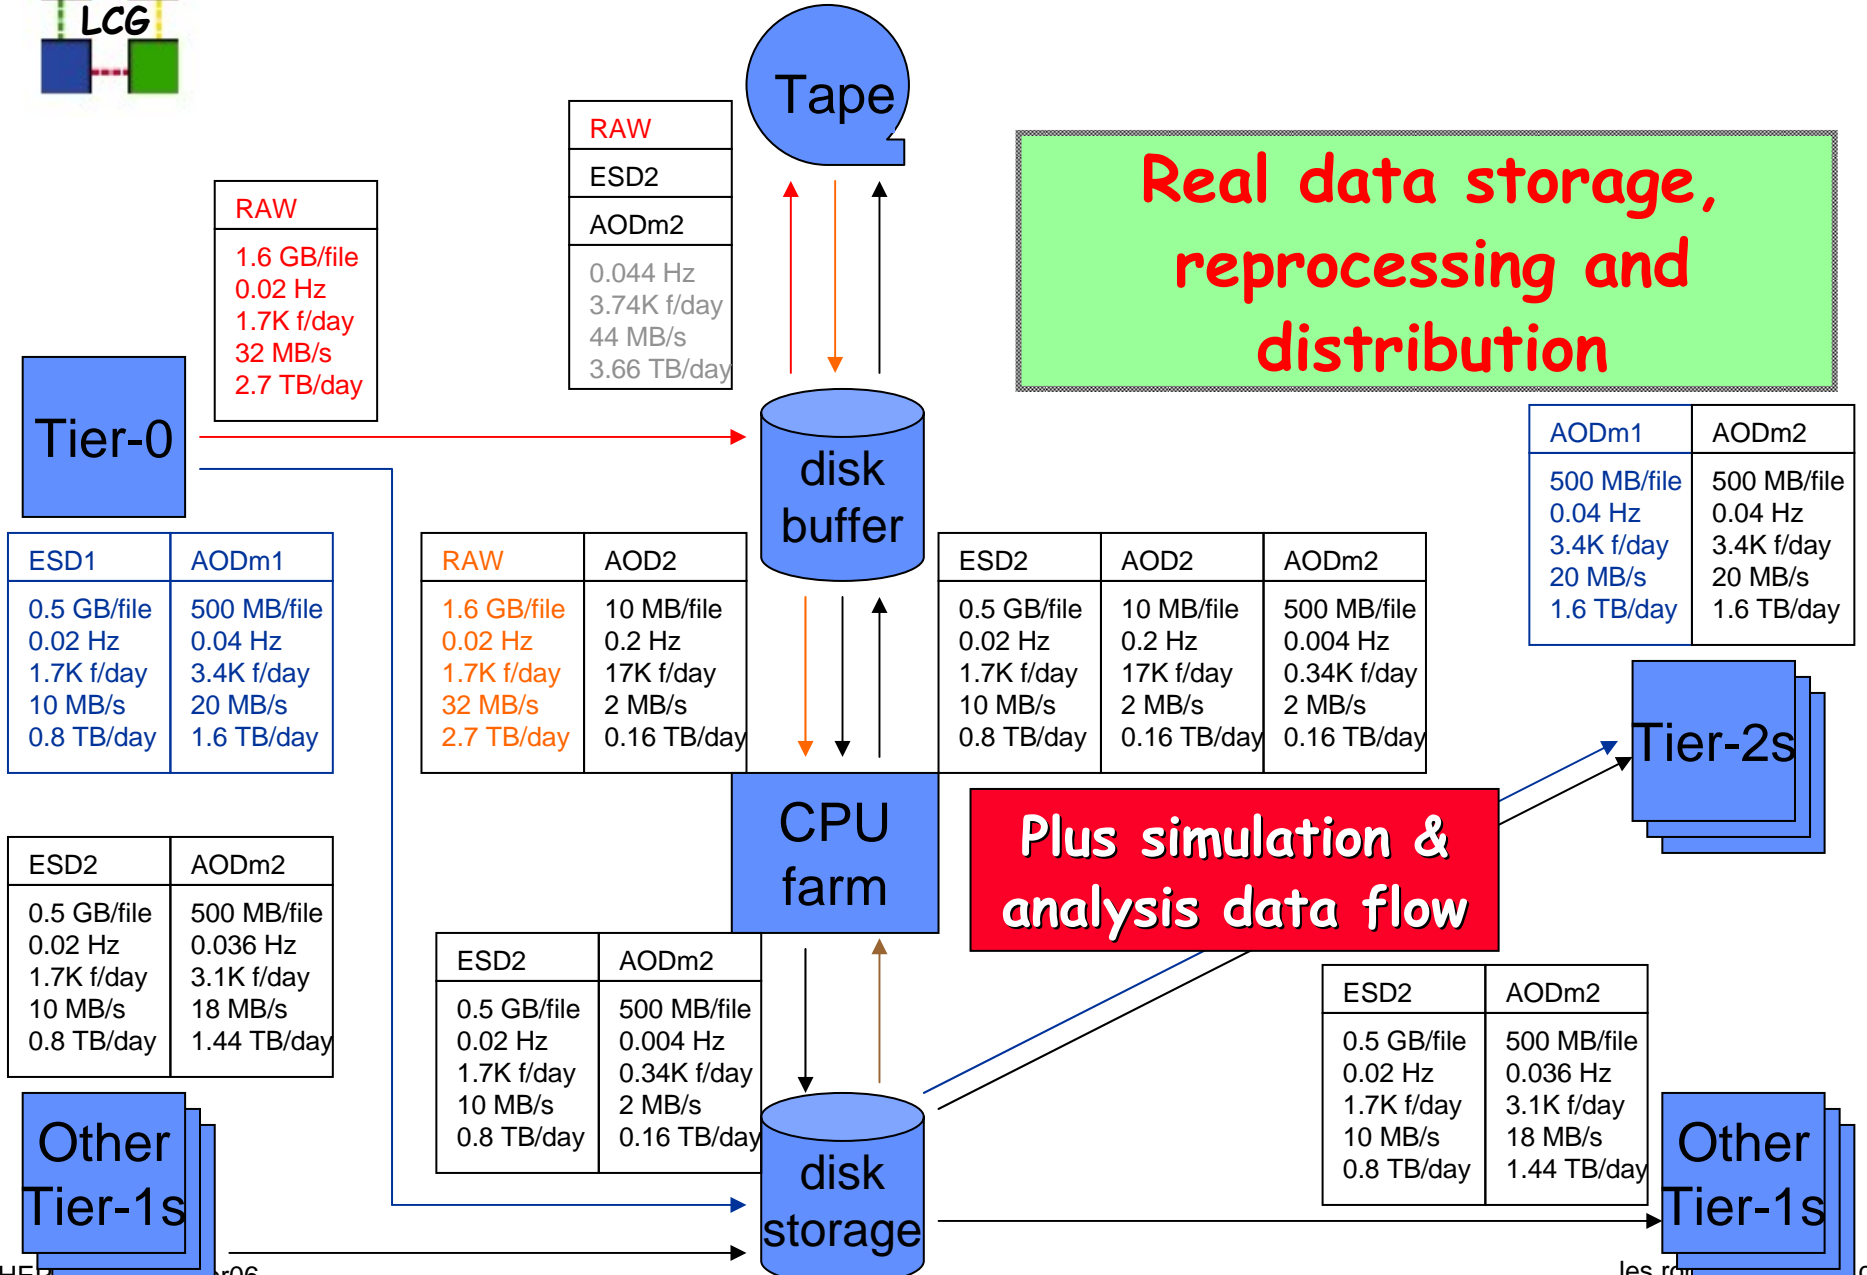 LCG
Tape
RAW
ESD2
AODm2
0.044 Hz
3.74K f/day
44 MB/s
3.66 TB/day
Real data storage,
reprocessing and
distribution
RAW
1.6 GB/file
0.02 Hz
1.7K f/day
32 MB/s
2.7 TB/day
Tier-0
disk
buffer
AODm1
500 MB/file
0.04 Hz
3.4K f/day
20 MB/s
1.6 TB/day
AODm2
500 MB/file
0.04 Hz
3.4K f/day
20 MB/s
1.6 TB/day
ESD1
0.5 GB/file
0.02 Hz
1.7K f/day
10 MB/s
0.8 TB/day
AODm1
500 MB/file
0.04 Hz
3.4K f/day
20 MB/s
1.6 TB/day
RAW
1.6 GB/file
0.02 Hz
1.7K f/day
32 MB/s
2.7 TB/day
AOD2
10 MB/file
0.2 Hz
17K f/day
2 MB/s
0.16 TB/day
ESD2
0.5 GB/file
0.02 Hz
1.7K f/day
10 MB/s
0.8 TB/day
AOD2
10 MB/file
0.2 Hz
17K f/day
2 MB/s
0.16 TB/day
AODm2
500 MB/file
0.004 Hz
0.34K f/day
2 MB/s
0.16 TB/day
Tier-2s
CPU
farm
Plus simulation &
analysis data flow
ESD2
0.5 GB/file
0.02 Hz
1.7K f/day
10 MB/s
0.8 TB/day
AODm2
500 MB/file
0.036 Hz
3.1K f/day
18 MB/s
1.44 TB/day
ESD2
0.5 GB/file
0.02 Hz
1.7K f/day
10 MB/s
0.8 TB/day
AODm2
500 MB/file
0.004 Hz
0.34K f/day
2 MB/s
0.16 TB/day
ESD2
0.5 GB/file
0.02 Hz
1.7K f/day
10 MB/s
0.8 TB/day
AODm2
500 MB/file
0.036 Hz
3.1K f/day
18 MB/s
1.44 TB/day
Other
Tier-1s
disk
storage
Other
Tier-1s
les